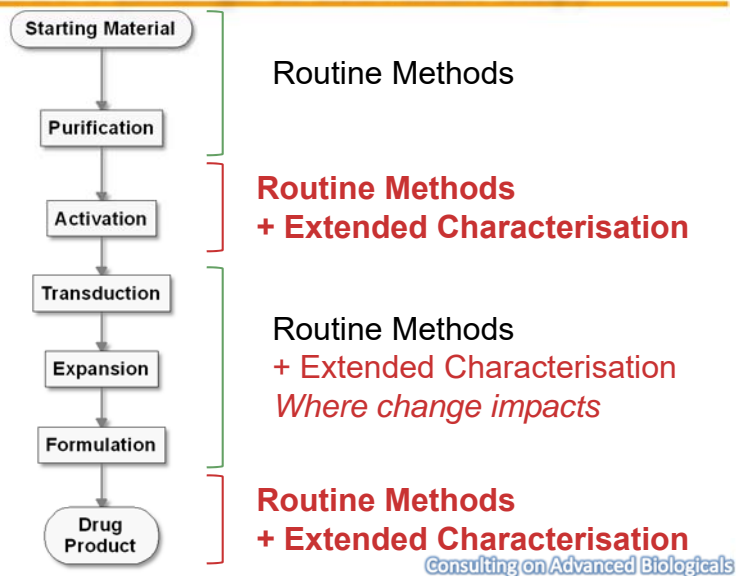 Starting Material
Routine Methods
Purification
Routine Methods
+ Extended Characterisation
Activation
Transduction
Routine Methods
+ Extended Characterisation
Where change impacts
Expansion
Formulation
Routine Methods
+ Extended Characterisation
Drug
Product
Consulting on Advanced Biologicals